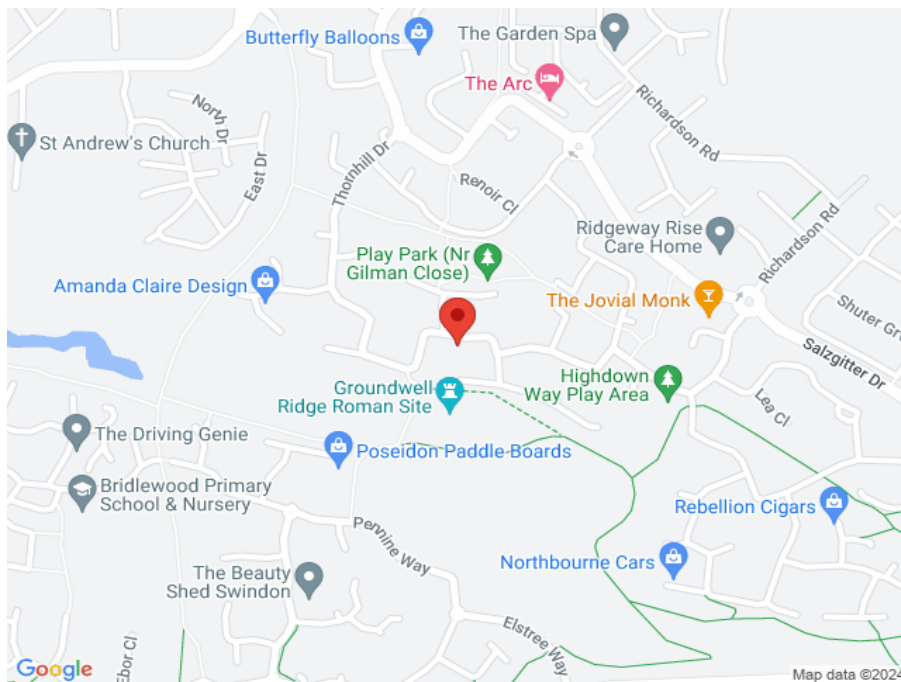 Butterfly Balloons
The Garden Spa
The Arc
Richardson Rd
North Dr
St Andrew's Church
East Dr
Thornhill Dr
Renoir Cl
Richardson Rd
Ridgeway Rise
Care Home
Play Park (Nr
Gilman Close)
Amanda Claire Design
The Jovial Monk
Shuter Gro
Salzgitter Dr
Groundwell
Ridge Roman Site
Highdown
Way Play Area
Lea Cl
The Driving Genie
Poseidon Paddle Boards
Bridlewood Primary
School & Nursery
Rebellion Cigars
Pennine Way
Northbourne Cars
The Beauty
Shed Swindon
Elstree Way
Ebor Cl
Google
Map data ©2024